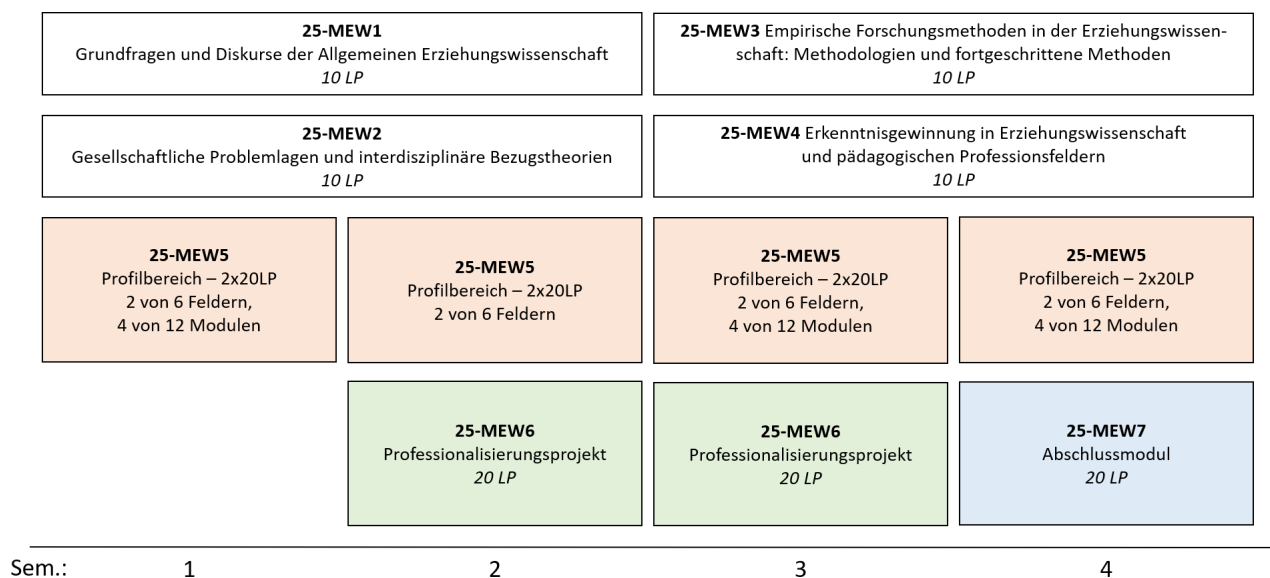 25-MEW1
Grundfragen und Diskurse der Allgemeinen Erziehungswissenschaft
10 LP
25-MEW3 Empirische Forschungsmethoden in der Erziehungswissen-
schaft: Methodologien und fortgeschrittene Methoden
10 LP
25-MEW2
Gesellschaftliche Problemlagen und interdisziplinäre Bezugstheorien
10 LP
25-MEW4 Erkenntnisgewinnung in Erziehungswissenschaft
und pädagogischen Professionsfeldern
10 LP
25-MEW5
Profilbereich – 2x20LP
2 von 6 Feldern,
4 von 12 Modulen
25-MEW5
Profilbereich – 2x20LP
2 von 6 Feldern
25-MEW5
Profilbereich – 2x20LP
2 von 6 Feldern,
4 von 12 Modulen
25-MEW5
Profilbereich – 2x20LP
2 von 6 Feldern,
4 von 12 Modulen
25-MEW6
Professionalisierungsprojekt
20 LP
25-MEW6
Professionalisierungsprojekt
20 LP
25-MEW7
Abschlussmodul
20 LP
Sem.: 1 2 3 4